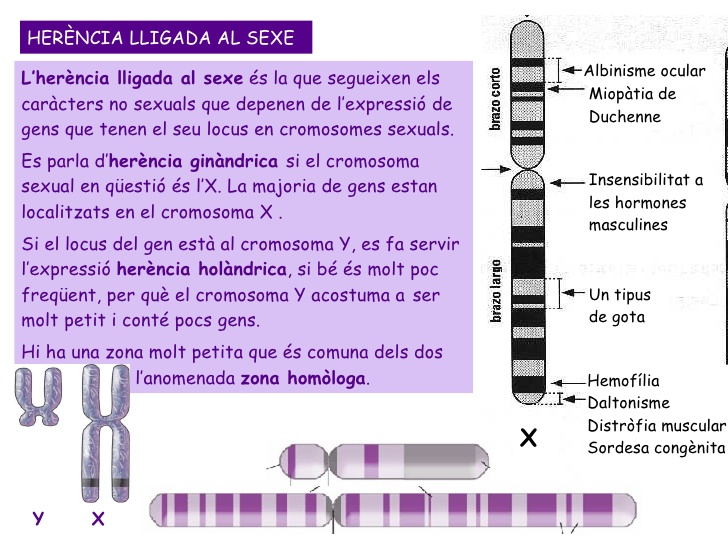 HERÈNCIA LLIGADA AL SEXE
L'herència lligada al sexe és la que segueixen els
caràcters no sexuals que depenen de l'expressió de
gens que tenen el seu locus en cromosomes sexuals.
Es parla d'herència ginàndrica si el cromosoma
sexual en qüestió és l'X. La majoria de gens estan
localitzats en el cromosoma X .
Si el locus del gen està al cromosoma Y, es fa servir
l'expressió herència holàndrica, si bé és molt poc
freqüent, per què el cromosoma Y acostuma a ser
molt petit i conté pocs gens.
Hi ha una zona molt petita que és comuna dels dos
l'anomenada zona homòloga.
Y
X
brazo corto
brazo largo
Albinisme ocular
Miopàtia de
Duchenne
Insensibilitat a
les hormones
masculines
Un tipus
de gota
Hemofília
Daltonisme
Distròfia muscular
Sordesa congènita
X